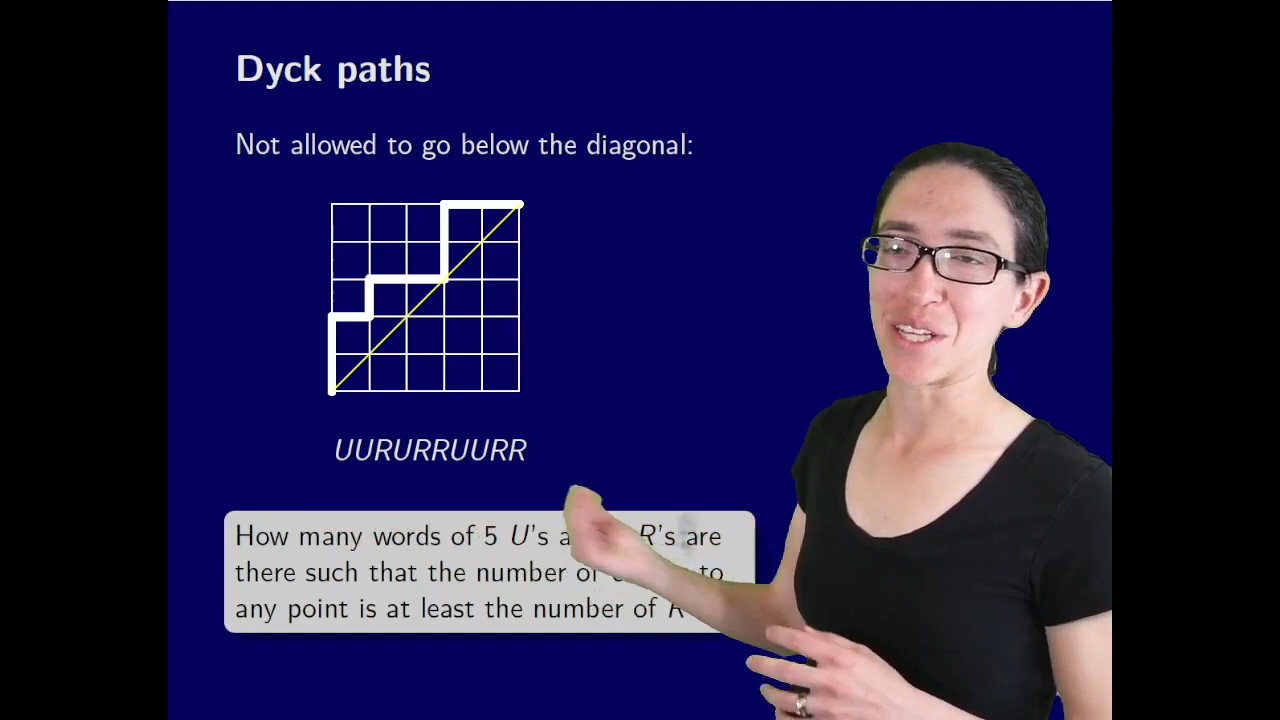 Dyck paths
Not allowed to go below the diagonal:
UURURRUURR
How many words of 5 U's R's are
there such that the number of to
any point is at least the number of R